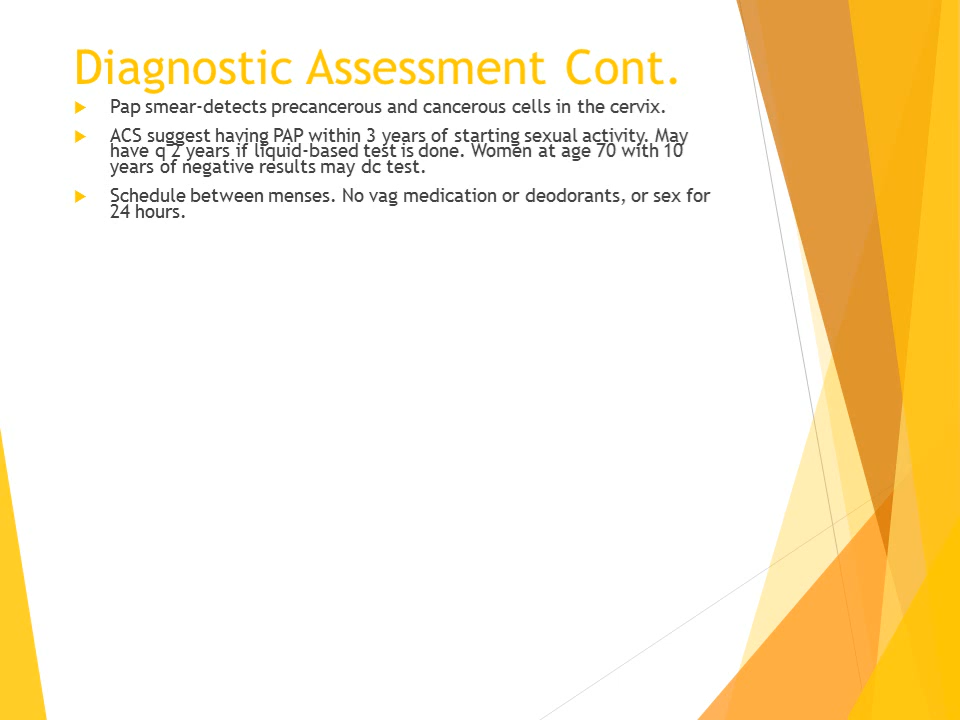 Diagnostic Assessment Cont.
Pap smear-detects precancerous and cancerous cells in the cervix.
ACS suggest having PAP within 3 years of starting sexual activity. May
have q 2 years if liquid-based test is done. Women at age 70 with 10
years of negative results may dc test.
Schedule between menses. No vag medication or deodorants, or sex for
24 hours.